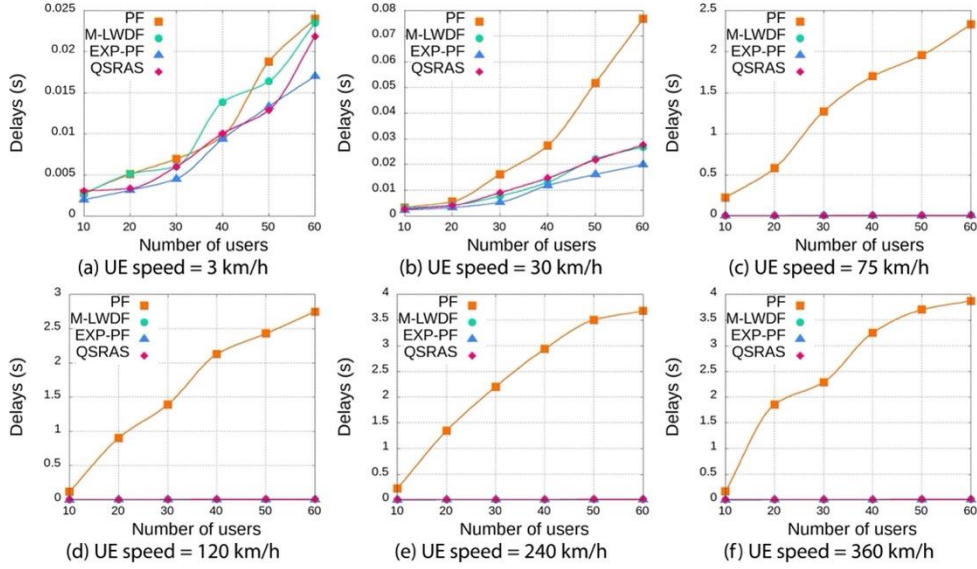 PF
M-LWDF
EXP-PF
QSRAS
Delays (s)
0.025
0.02
0.015
0.01
0.005
0
10 20 30 40 50 60
Number of users
(a) UE speed = 3 km/h
PF
M-LWDF
EXP-PF
QSRAS
Delays (s)
0.08
0.07
0.06
0.05
0.04
0.03
0.02
0.01
0
10 20 30 40 50 60
Number of users
(b) UE speed = 30 km/h
PF
M-LWDF
EXP-PF
QSRAS
Delays (s)
2.5
2
1.5
1
0.5
0
10 20 30 40 50 60
Number of users
(c) UE speed = 75 km/h
PF
M-LWDF
EXP-PF
QSRAS
Delays (s)
3
2.5
2
1.5
1
0.5
0
10 20 30 40 50 60
Number of users
(d) UE speed = 120 km/h
PF
M-LWDF
EXP-PF
QSRAS
Delays (s)
4
3.5
3
2.5
2
1.5
1
0.5
0
10 20 30 40 50 60
Number of users
(e) UE speed = 240 km/h
PF
M-LWDF
EXP-PF
QSRAS
Delays (s)
4
3.5
3
2.5
2
1.5
1
0.5
0
10 20 30 40 50 60
Number of users
(f) UE speed = 360 km/h